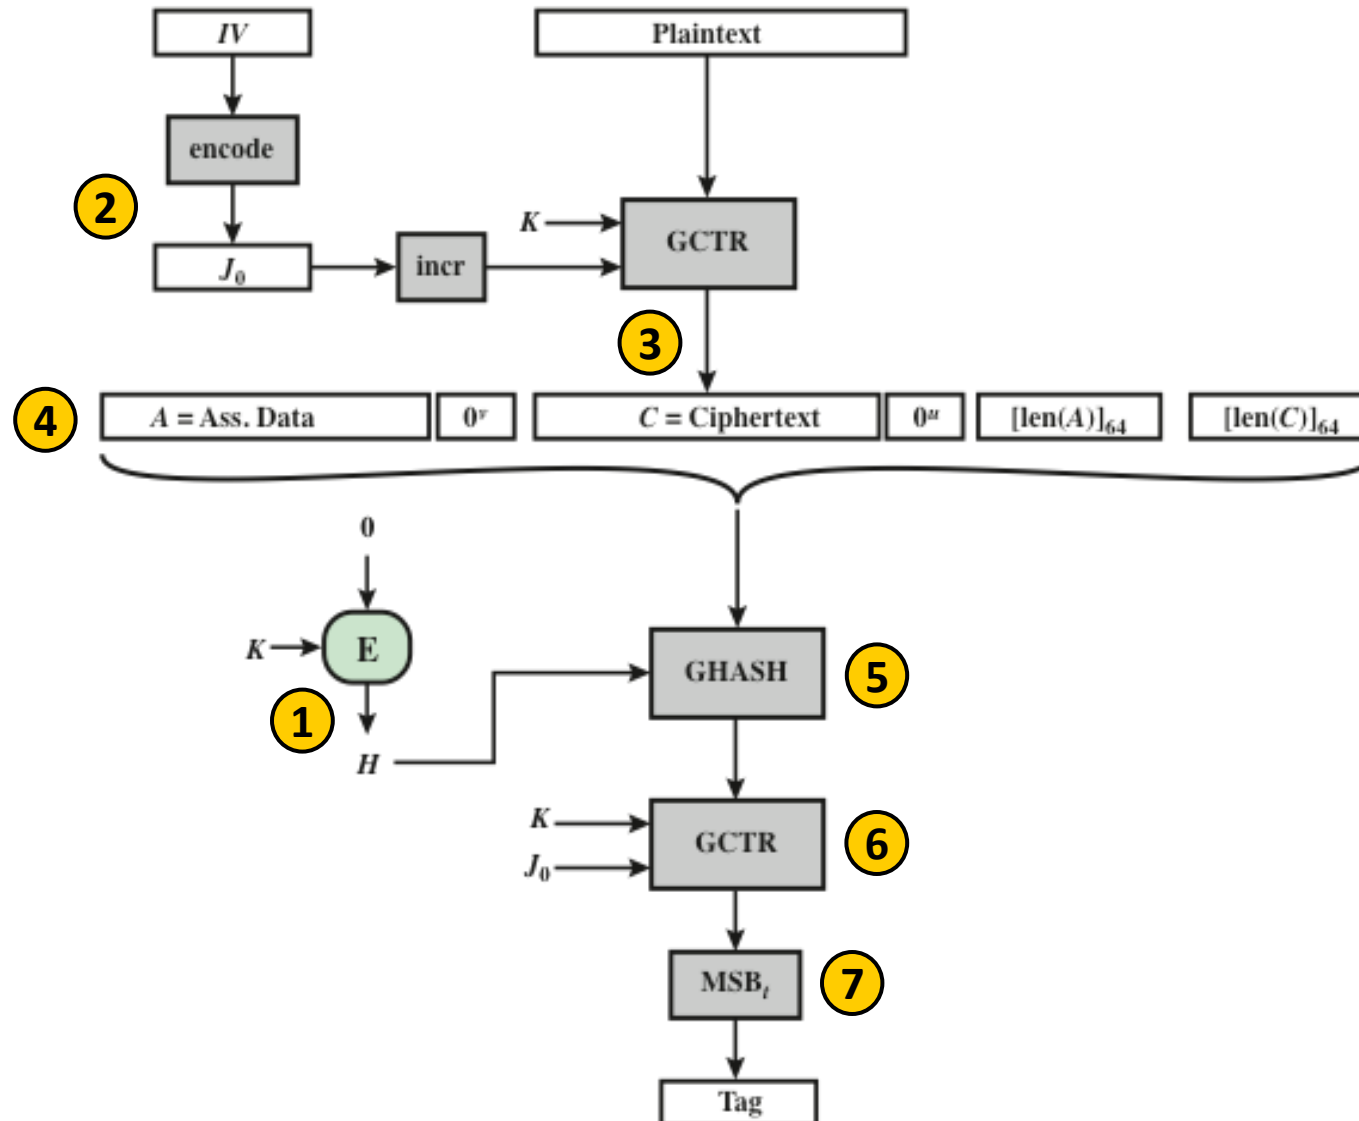 IV
Plaintext
encode
2
K
GCTR
J₀
incr
3
4
A = Ass. Data
0ᵛ
C = Ciphertext
0ᵘ
[len(A)]₆₄
[len(C)]₆₄
0
K
E
GHASH
5
1
H
K
GCTR
6
J₀
MSBₜ
7
Tag